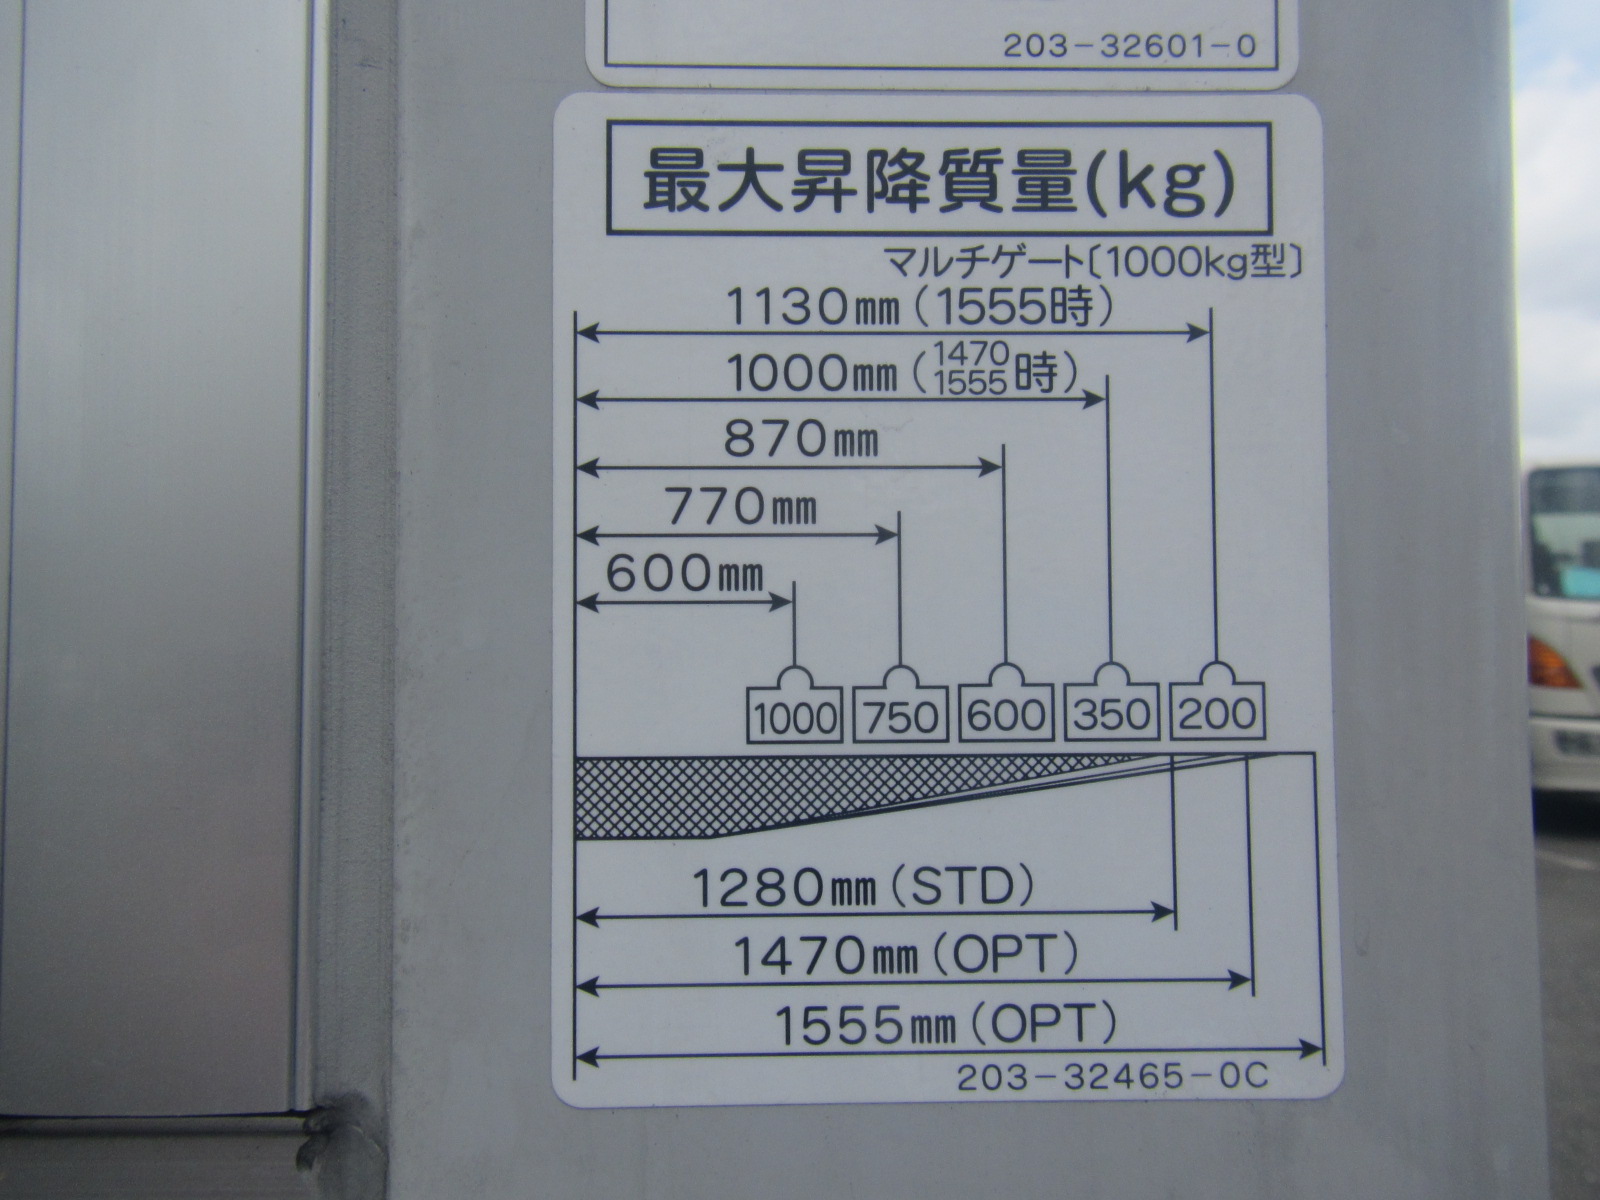 203-32601-0
最大昇降質量(kg)
マルチゲート〔1000kg型〕
1130mm(1555時)
1000mm(1470 1555時)
870mm
770mm
600mm
1000 750 600 350 200
1280mm(STD)
1470mm(OPT)
1555mm(OPT)
203-32465-0C